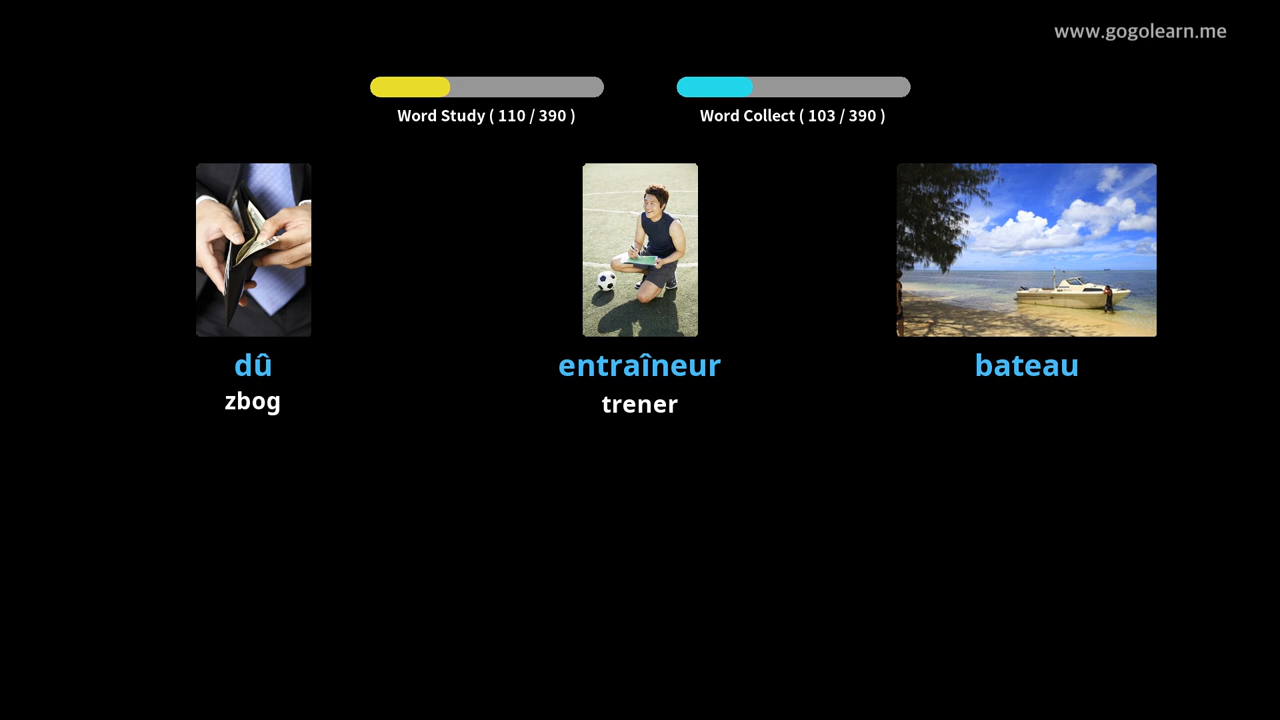 www.gogolearn.me
Word Study ( 110 / 390 )
Word Collect ( 103 / 390 )
dû
entraîneur
bateau
zbog
trener